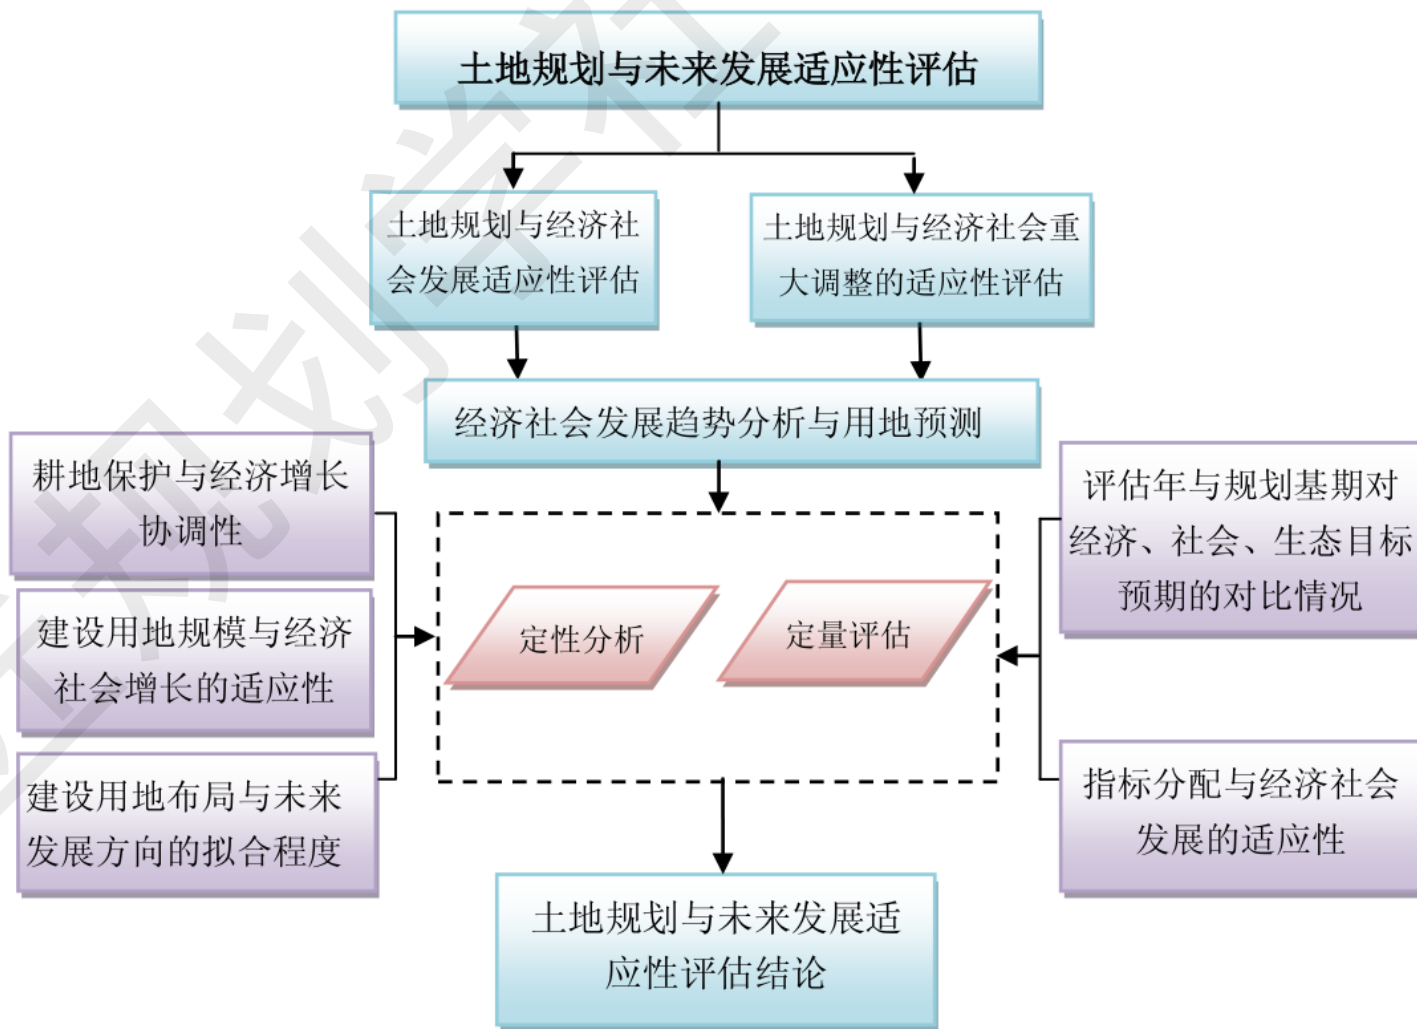 土地规划与未来发展适应性评估
土地规划与经济社
会发展适应性评估
土地规划与经济社会重
大调整的适应性评估
经济社会发展趋势分析与用地预测
耕地保护与经济增长
协调性
建设用地规模与经济
社会增长的适应性
建设用地布局与未来
发展方向的拟合程度
定性分析
定量评估
评估年与规划基期对
经济、社会、生态目标
预期的对比情况
指标分配与经济社会
发展的适应性
土地规划与未来发展适
应性评估结论